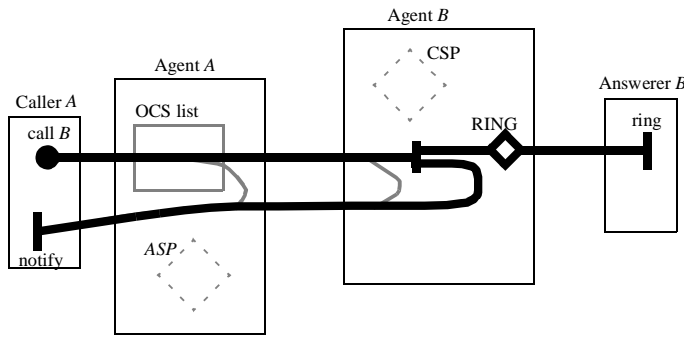 Agent B
CSP
Agent A
Answerer B
Caller A
OCS list
RING
ring
call B
ASP
notify